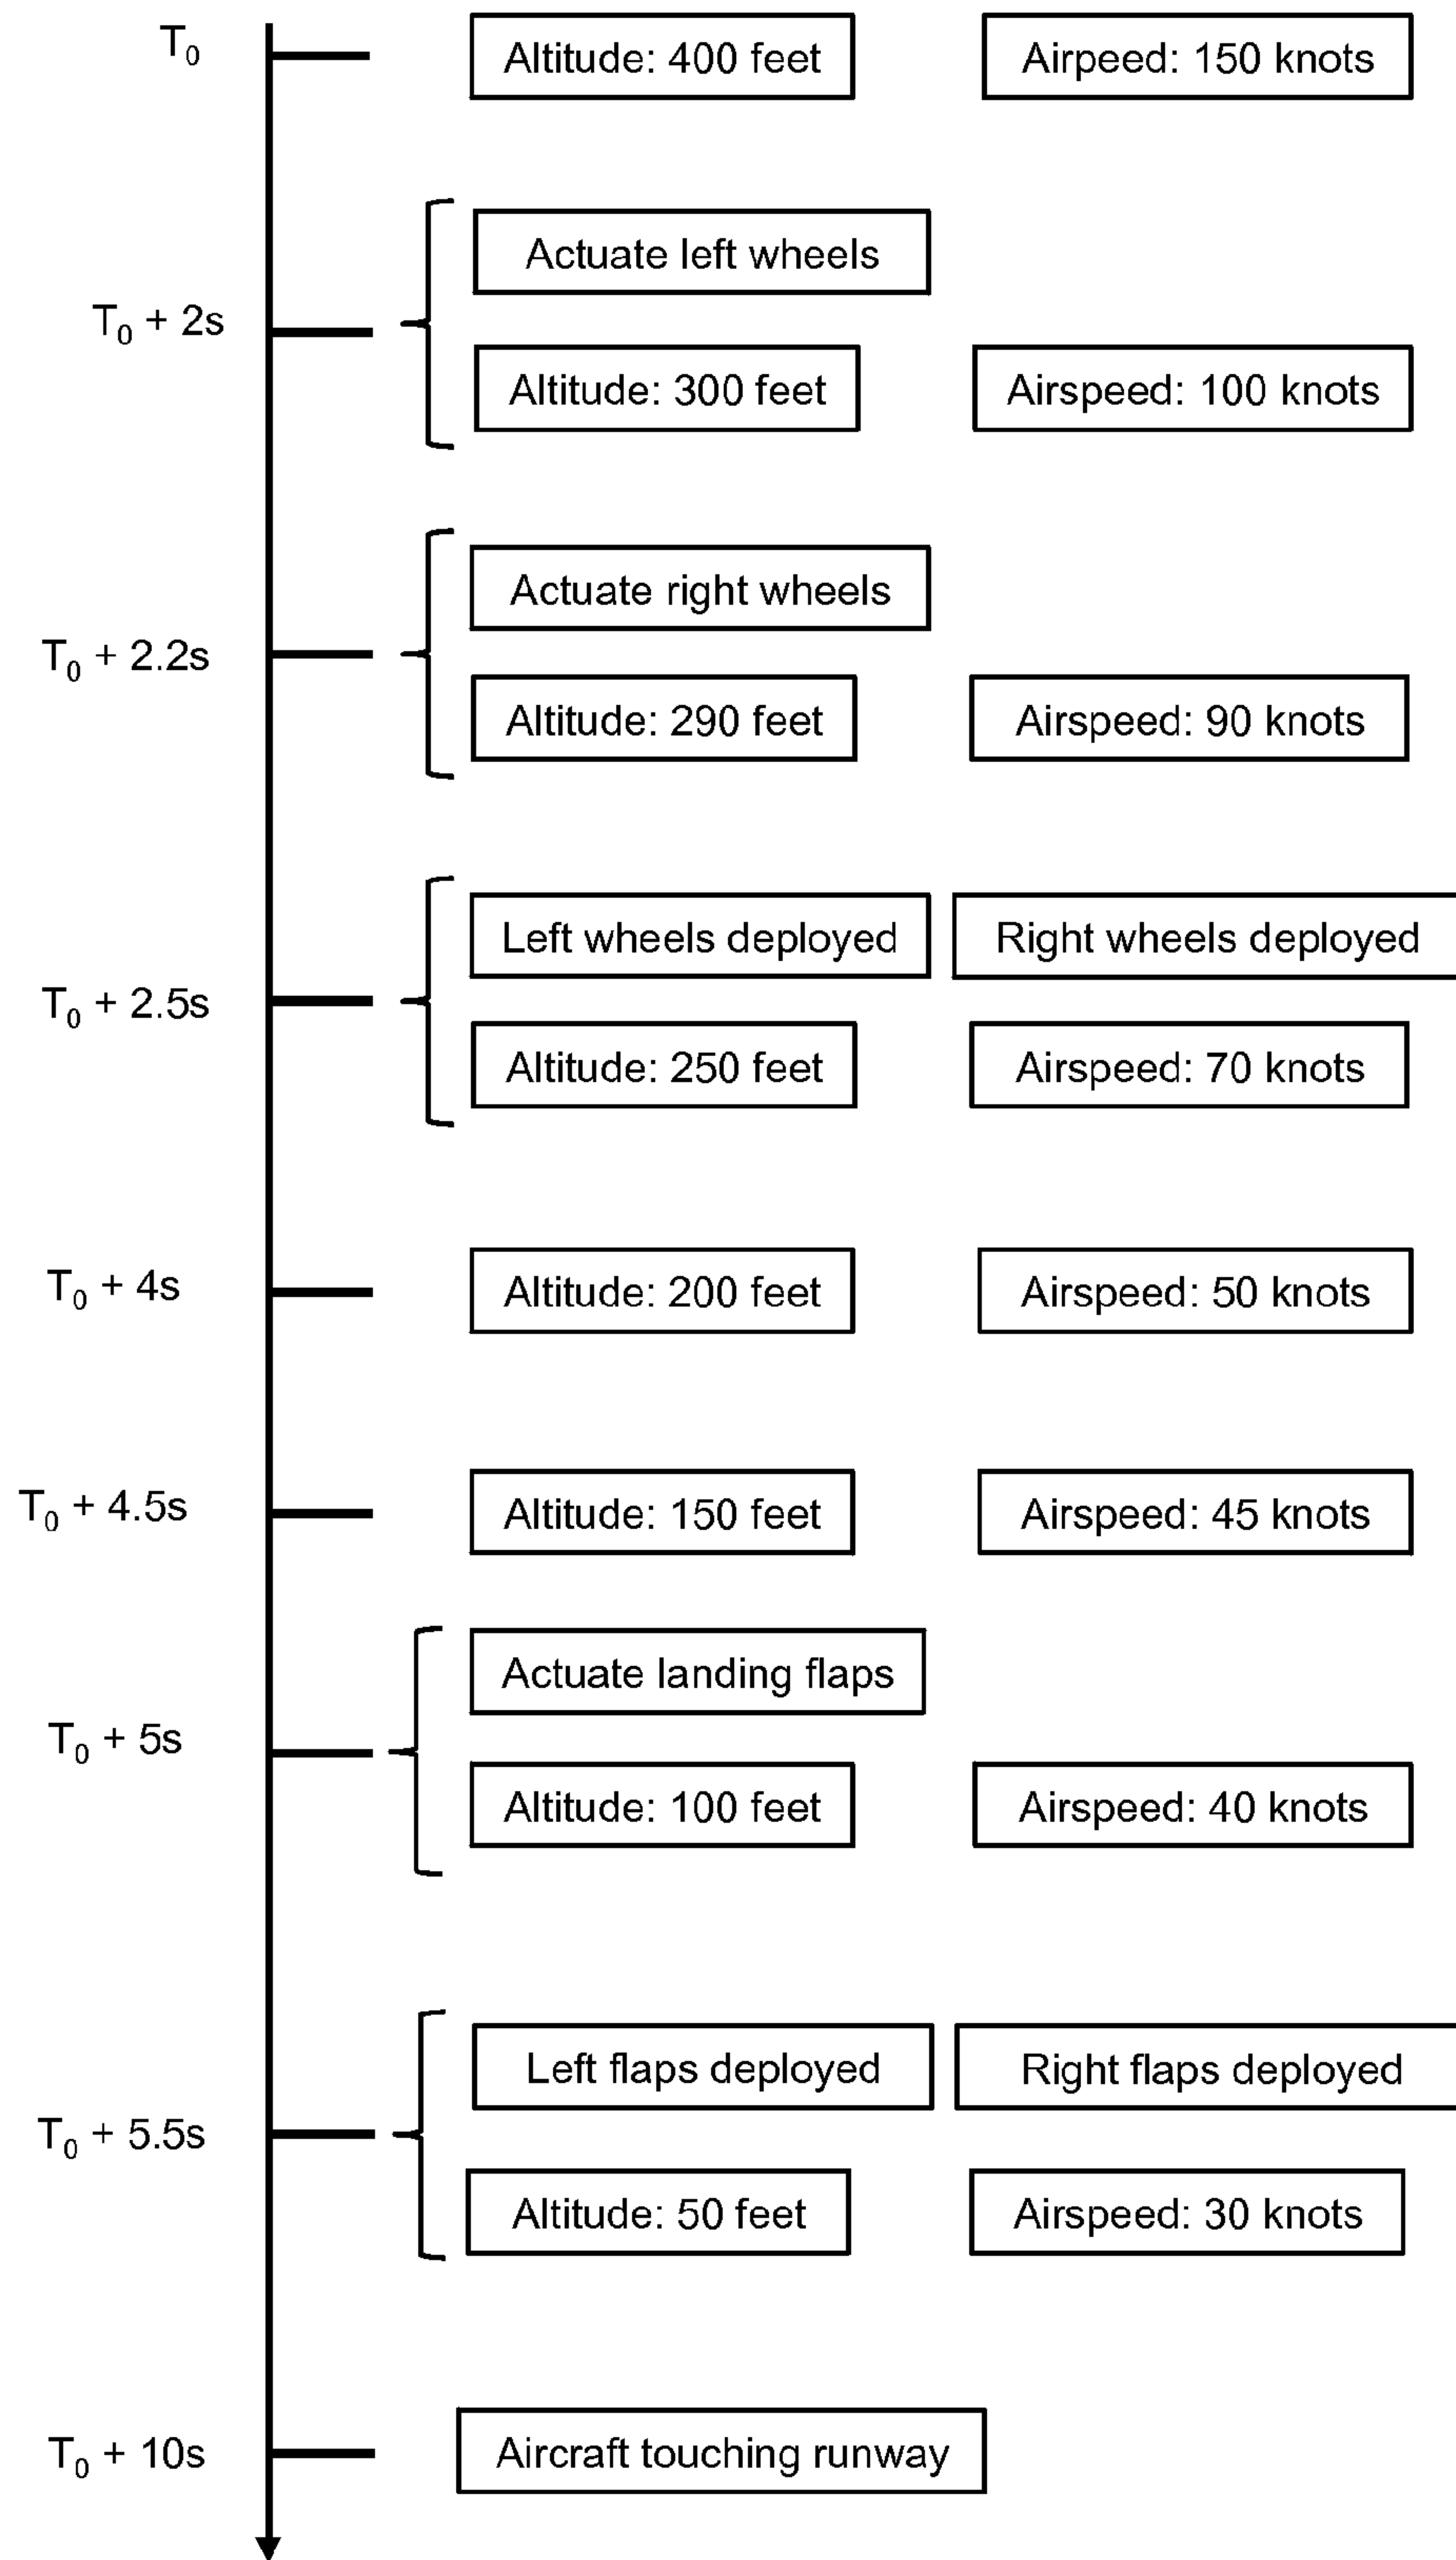 T0
Altitude: 400 feet
Airpeed: 150 knots
Actuate left wheels
T0 + 2s
Altitude: 300 feet
Airspeed: 100 knots
Actuate right wheels
T0 + 2.2s
Altitude: 290 feet
Airspeed: 90 knots
Left wheels deployed
Right wheels deployed
T0 + 2.5s
Altitude: 250 feet
Airspeed: 70 knots
T0 + 4s
Altitude: 200 feet
Airspeed: 50 knots
T0 + 4.5s
Altitude: 150 feet
Airspeed: 45 knots
Actuate landing flaps
T0 + 5s
Altitude: 100 feet
Airspeed: 40 knots
Left flaps deployed
Right flaps deployed
T0 + 5.5s
Altitude: 50 feet
Airspeed: 30 knots
T0 + 10s
Aircraft touching runway